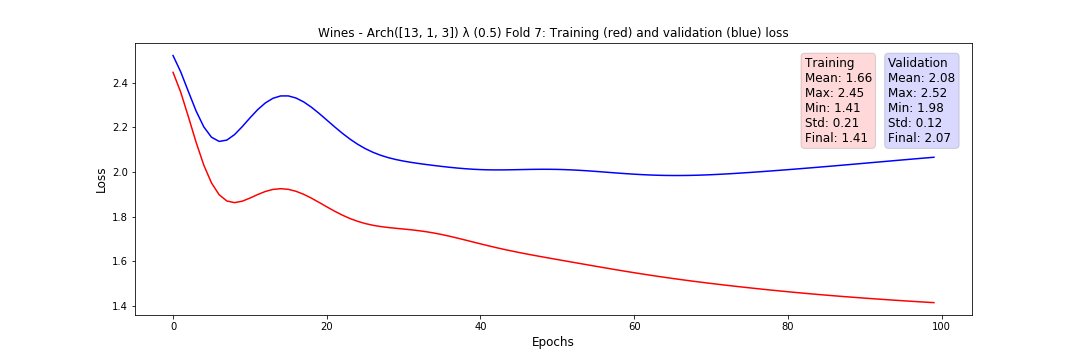 Wines - Arch([13, 1, 3]) λ (0.5) Fold 7: Training (red) and validation (blue) loss
Training
Mean: 1.66
Max: 2.45
Min: 1.41
Std: 0.21
Final: 1.41
Validation
Mean: 2.08
Max: 2.52
Min: 1.98
Std: 0.12
Final: 2.07
Loss
2.4
2.2
2.0
1.8
1.6
1.4
0
20
40
60
80
100
Epochs